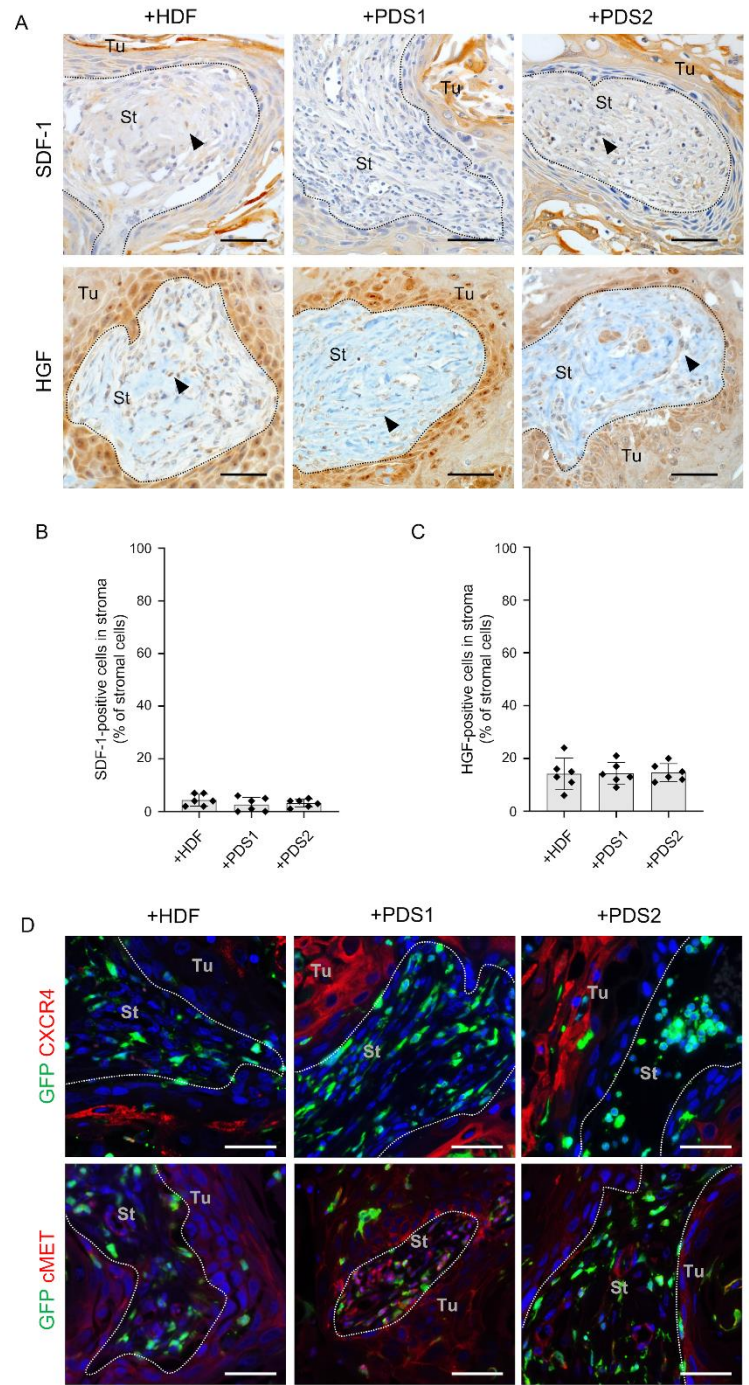 A
+HDF
+PDS1
+PDS2
SDF-1
Tu
St
Tu
St
Tu
St
HGF
Tu
St
Tu
St
St
Tu
B
SDF-1-positive cells in stroma
(% of stromal cells)
100
80
60
40
20
0
+HDF
+PDS1
+PDS2
C
HGF-positive cells in stroma
(% of stromal cells)
100
80
60
40
20
0
+HDF
+PDS1
+PDS2
D
+HDF
+PDS1
+PDS2
GFP CXCR4
Tu
St
Tu
St
Tu
St
GFP cMET
St
Tu
St
Tu
St
Tu